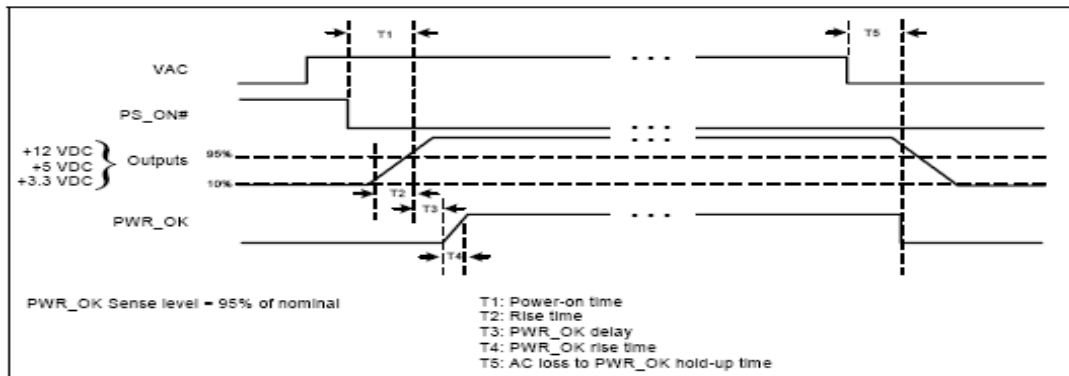 T1
T5
VAC
PS_ON#
+12 VDC
+5 VDC
+3.3 VDC
Outputs
95%
10%
T2
T3
PWR_OK
T4
PWR_OK Sense level = 95% of nominal
T1: Power-on time
T2: Rise time
T3: PWR_OK delay
T4: PWR_OK rise time
T5: AC loss to PWR_OK hold-up time